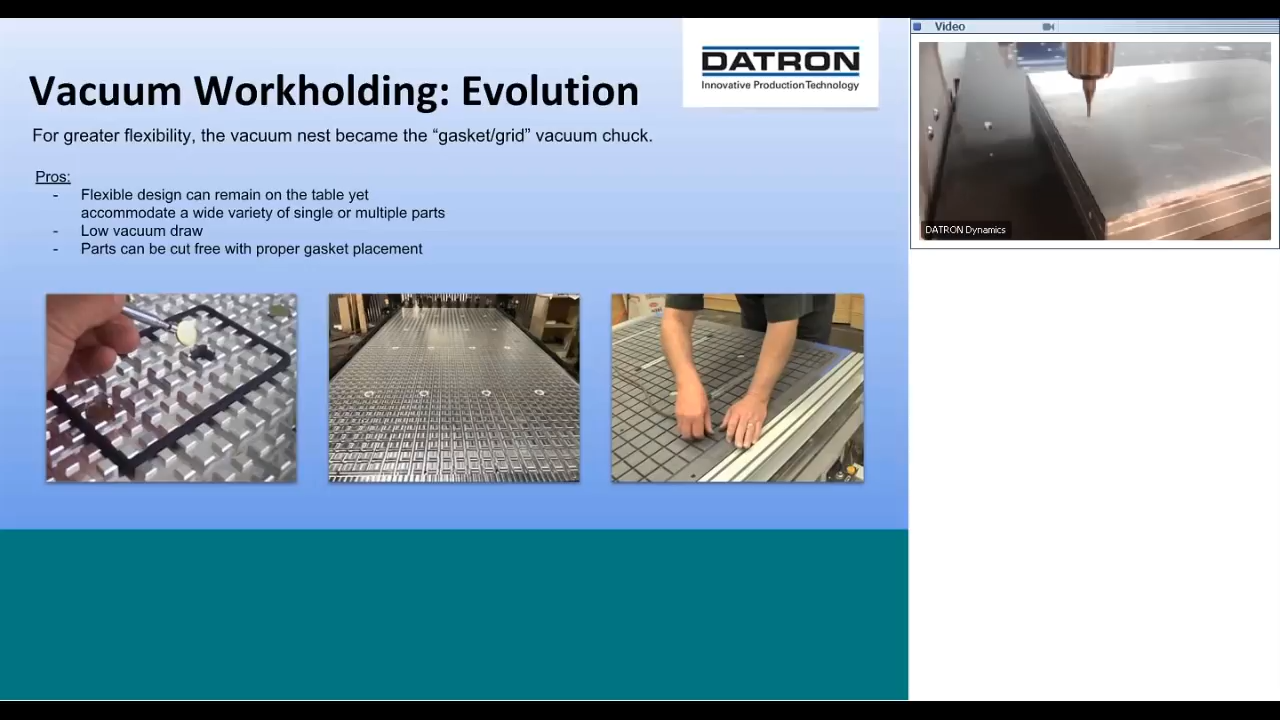 Vacuum Workholding: Evolution
DATRON
Innovative Production Technology
For greater flexibility, the vacuum nest became the “gasket/grid” vacuum chuck.
Pros:
- Flexible design can remain on the table yet
accommodate a wide variety of single or multiple parts
- Low vacuum draw
- Parts can be cut free with proper gasket placement
Video
DATRON Dynamics